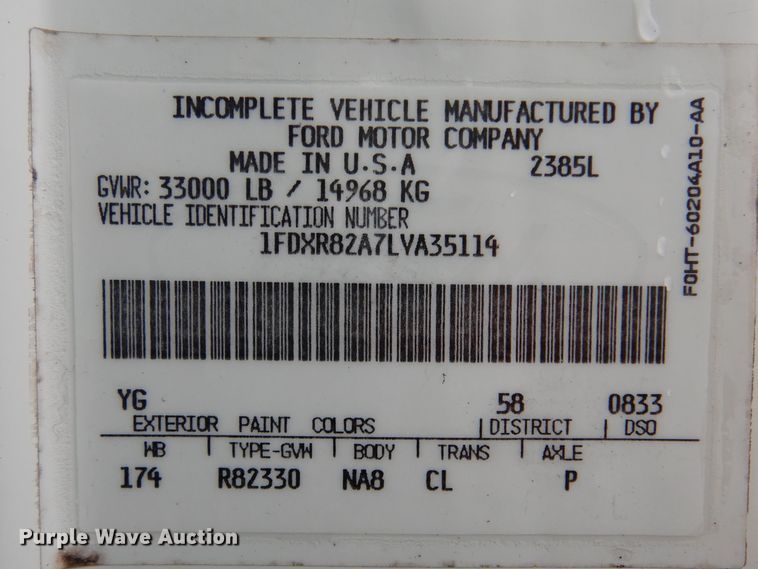 INCOMPLETE VEHICLE MANUFACTURED BY
FORD MOTOR COMPANY
MADE IN U.S.A 2385L
GVWR: 33000 LB / 14968 KG
VEHICLE IDENTIFICATION NUMBER
1FDXR82A7LVA35114
F0HT-60204A10-AA
YG 58 0833
EXTERIOR PAINT COLORS | DISTRICT | DSO
WB | TYPE-GVW | BODY | TRANS | AXLE
174 R82330 NA8 CL P
Purple Wave Auction